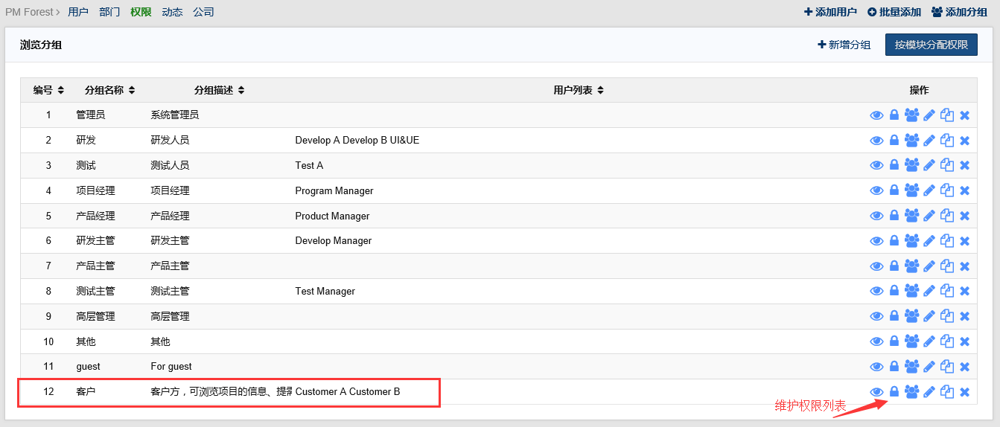 PM Forest > 用户 部门 权限 动态 公司 添加用户 批量添加 添加分组
浏览分组 新增分组 按模块分配权限
编号 分组名称 分组描述 用户列表 操作
1 管理员 系统管理员
2 研发 研发人员 Develop A Develop B UI&UE
3 测试 测试人员 Test A
4 项目经理 项目经理 Program Manager
5 产品经理 产品经理 Product Manager
6 研发主管 研发主管 Develop Manager
7 产品主管 产品主管
8 测试主管 测试主管 Test Manager
9 高层管理 高层管理
10 其他 其他
11 guest For guest
12 客户 客户方，可浏览项目的信息、提 Customer A Customer B
维护权限列表